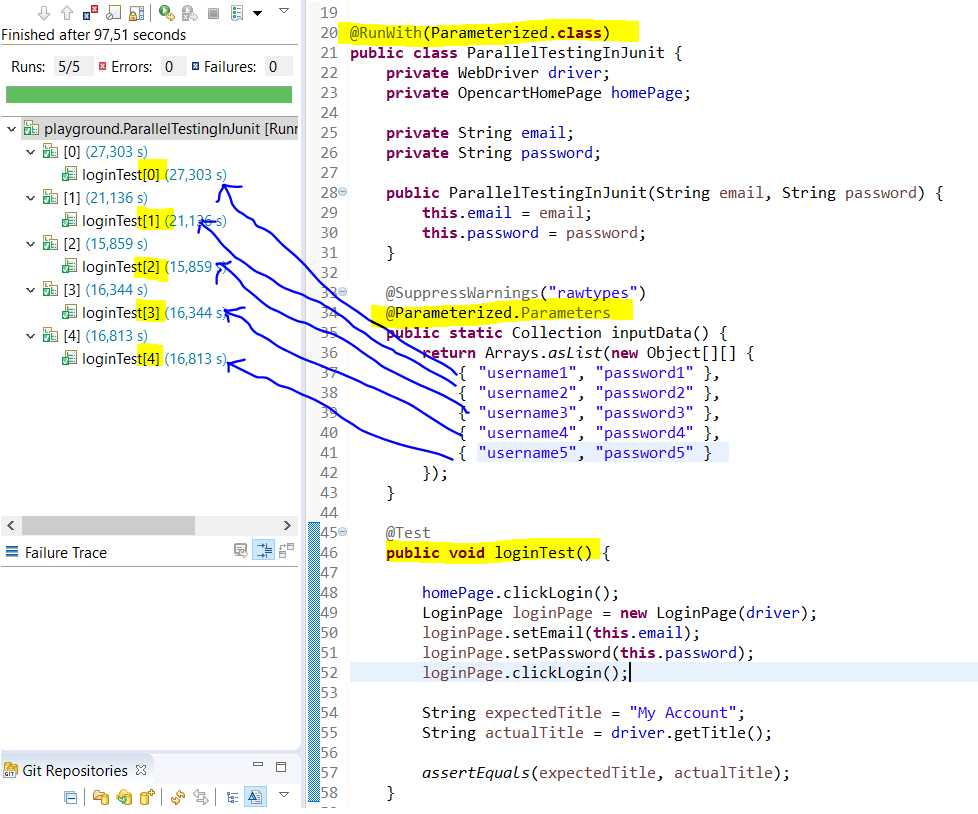 Finished after 97,51 seconds
Runs: 5/5 Errors: 0 Failures: 0
playground.ParallelTestingInJunit [Runr
[0] (27,303 s)
loginTest[0] (27,303 s)
[1] (21,136 s)
loginTest[1] (21,136 s)
[2] (15,859 s)
loginTest[2] (15,859 s)
[3] (16,344 s)
loginTest[3] (16,344 s)
[4] (16,813 s)
loginTest[4] (16,813 s)
Failure Trace
Git Repositories
GIT
19
20 @RunWith(Parameterized.class)
21 public class ParallelTestingInJunit {
22 private WebDriver driver;
23 private OpencartHomePage homePage;
24
25 private String email;
26 private String password;
27
28 public ParallelTestingInJunit(String email, String password) {
29 this.email = email;
30 this.password = password;
31 }
32
33 @SuppressWarnings("rawtypes")
34 @Parameterized.Parameters
35 public static Collection inputData() {
36 return Arrays.asList(new Object[][] {
37 { "username1", "password1" },
38 { "username2", "password2" },
39 { "username3", "password3" },
40 { "username4", "password4" },
41 { "username5", "password5" }
42 });
43 }
44
45 @Test
46 public void loginTest() {
47
48 homePage.clickLogin();
49 LoginPage loginPage = new LoginPage(driver);
50 loginPage.setEmail(this.email);
51 loginPage.setPassword(this.password);
52 loginPage.clickLogin();
53
54 String expectedTitle = "My Account";
55 String actualTitle = driver.getTitle();
56
57 assertEquals(expectedTitle, actualTitle);
58 }